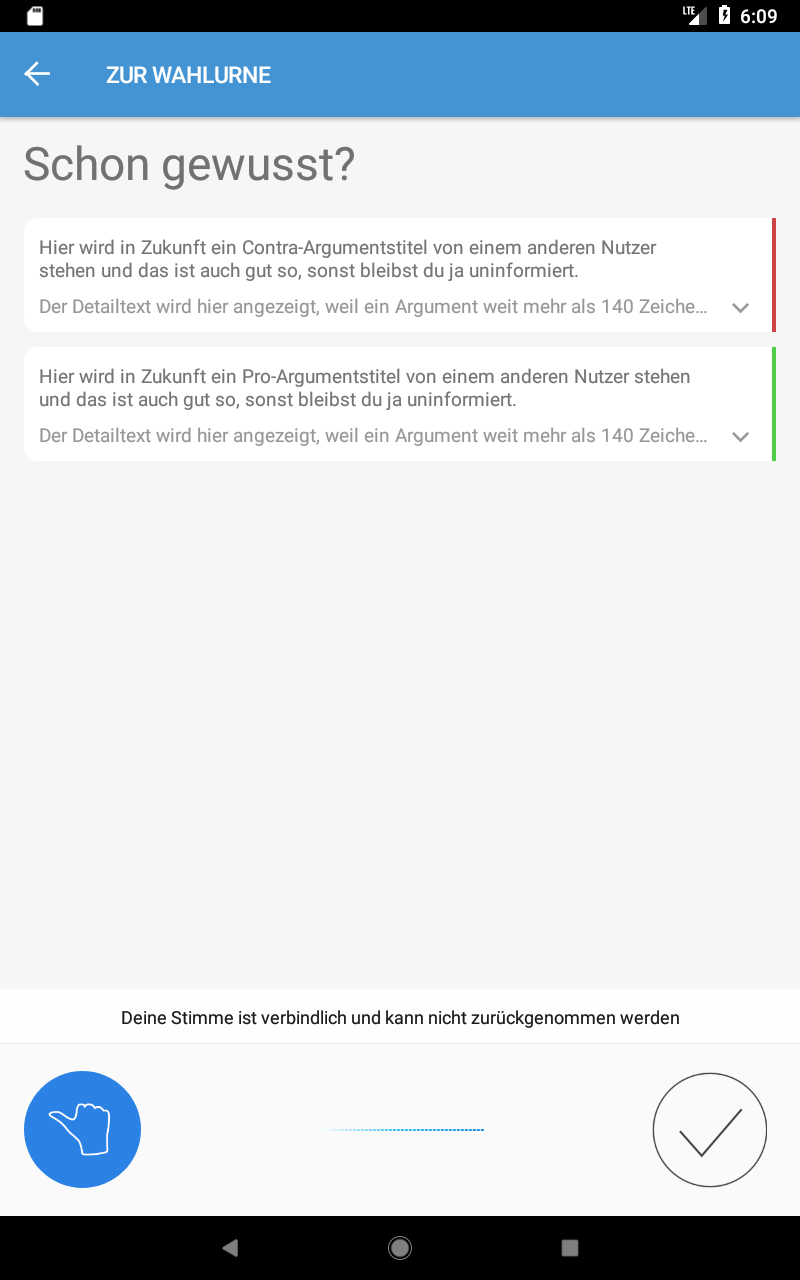 LTE 6:09
ZUR WAHLURNE
Schon gewusst?
Hier wird in Zukunft ein Contra-Argumentstitel von einem anderen Nutzer
stehen und das ist auch gut so, sonst bleibst du ja uninformiert.
Der Detailtext wird hier angezeigt, weil ein Argument weit mehr als 140 Zeiche...
Hier wird in Zukunft ein Pro-Argumentstitel von einem anderen Nutzer stehen
und das ist auch gut so, sonst bleibst du ja uninformiert.
Der Detailtext wird hier angezeigt, weil ein Argument weit mehr als 140 Zeiche...
Deine Stimme ist verbindlich und kann nicht zurückgenommen werden